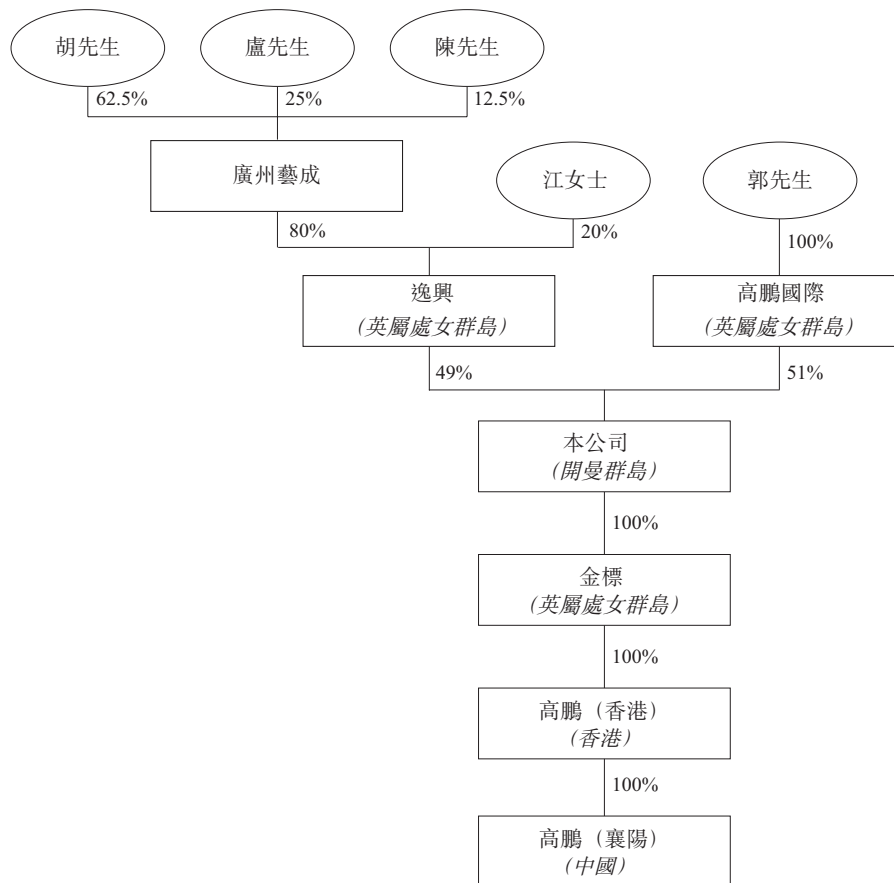 胡先生
盧先生
陳先生
62.5%
25%
12.5%
廣州藝成
江女士
郭先生
80%
20%
100%
逸興
（英屬處女群島）
高鵬國際
（英屬處女群島）
49%
51%
本公司
（開曼群島）
100%
金標
（英屬處女群島）
100%
高鵬（香港）
（香港）
100%
高鵬（襄陽）
（中國）